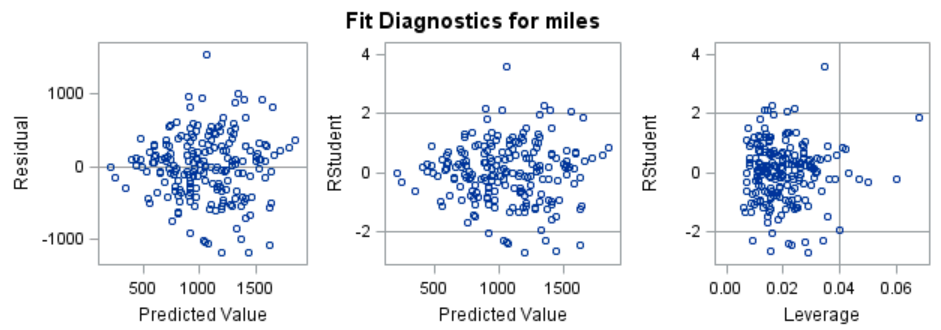 Fit Diagnostics for miles
Residual
1000
0
-1000
500 1000 1500
Predicted Value
RStudent
4
2
0
-2
500 1000 1500
Predicted Value
RStudent
4
2
0
-2
0.00 0.02 0.04 0.06
Leverage